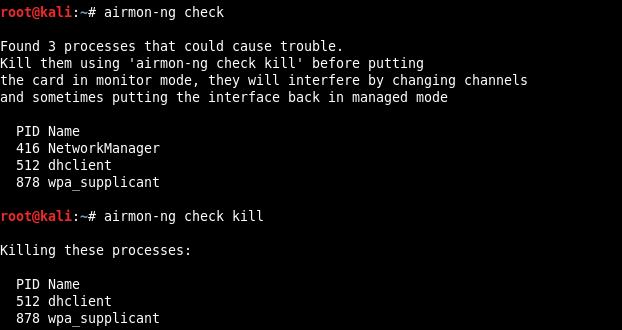 root@kali:~# airmon-ng check
Found 3 processes that could cause trouble.
Kill them using 'airmon-ng check kill' before putting
the card in monitor mode, they will interfere by changing channels
and sometimes putting the interface back in managed mode
PID Name
416 NetworkManager
512 dhclient
878 wpa_supplicant
root@kali:~# airmon-ng check kill
Killing these processes:
PID Name
512 dhclient
878 wpa_supplicant